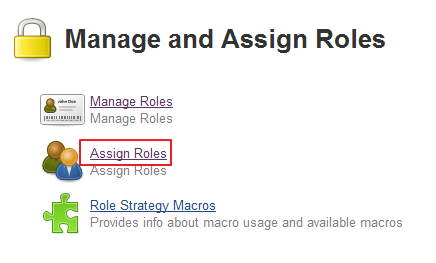 Manage and Assign Roles
John Doe
Manage Roles
Manage Roles
Assign Roles
Assign Roles
Role Strategy Macros
Provides info about macro usage and available macros